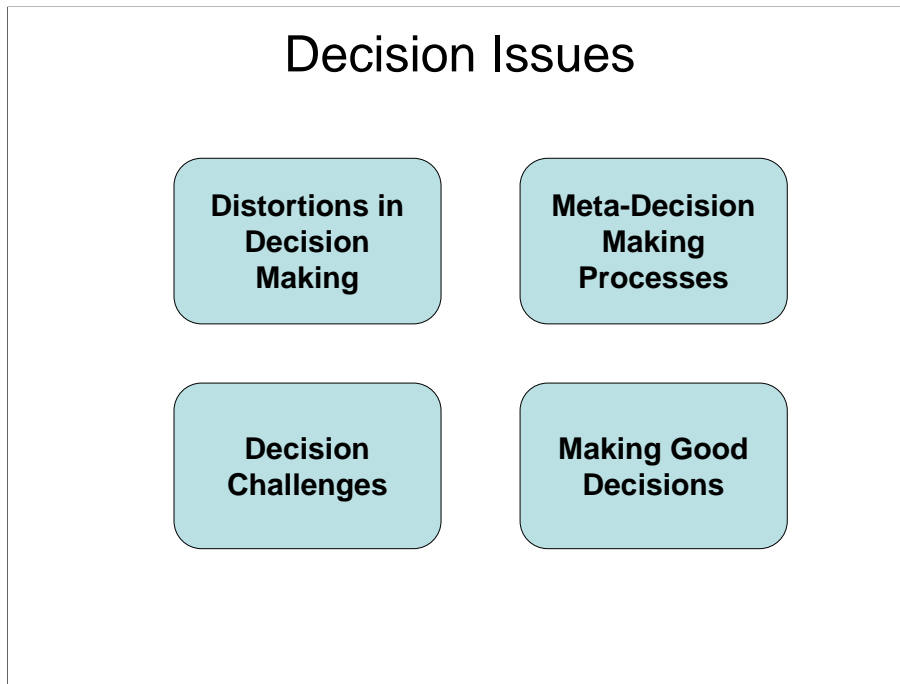 Decision Issues
Distortions in
Decision
Making
Meta-Decision
Making
Processes
Decision
Challenges
Making Good
Decisions